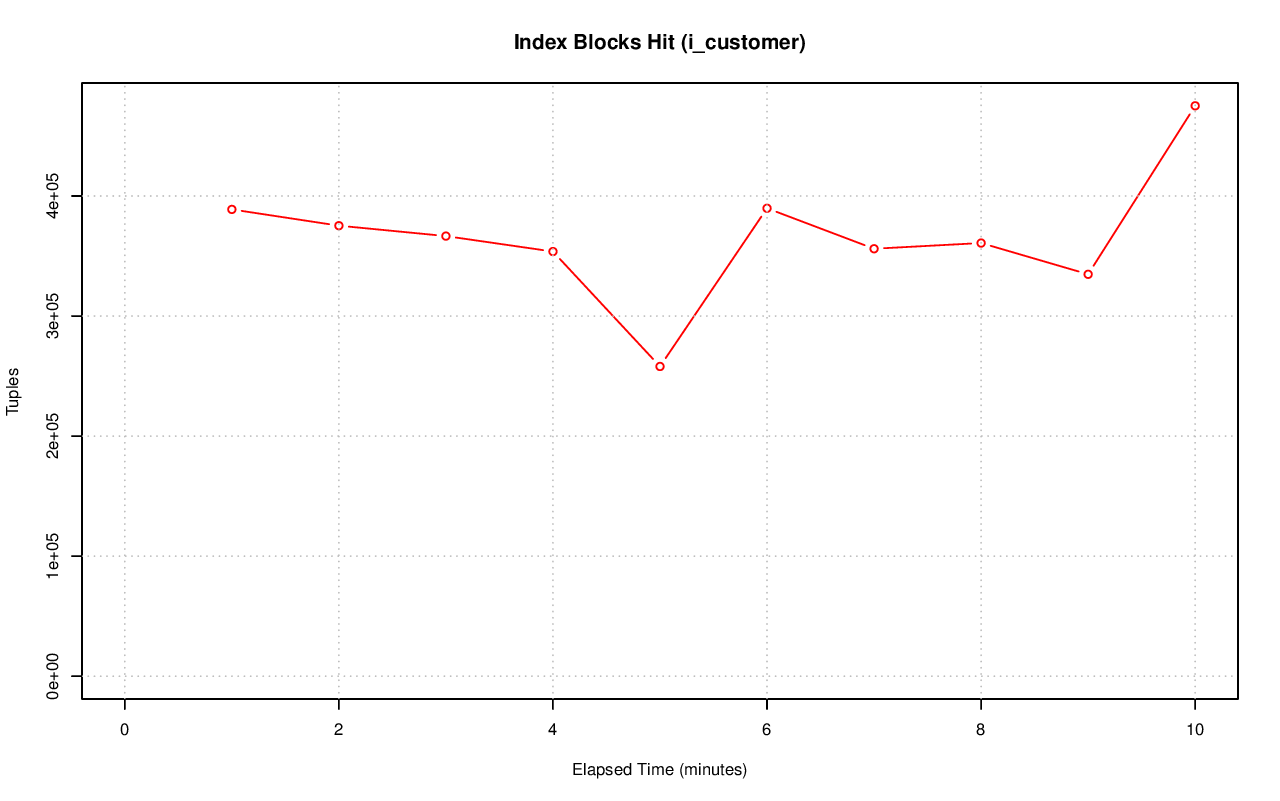 Index Blocks Hit (i_customer)
Tuples
4e+05
3e+05
2e+05
1e+05
0e+00
0 2 4 6 8 10
Elapsed Time (minutes)